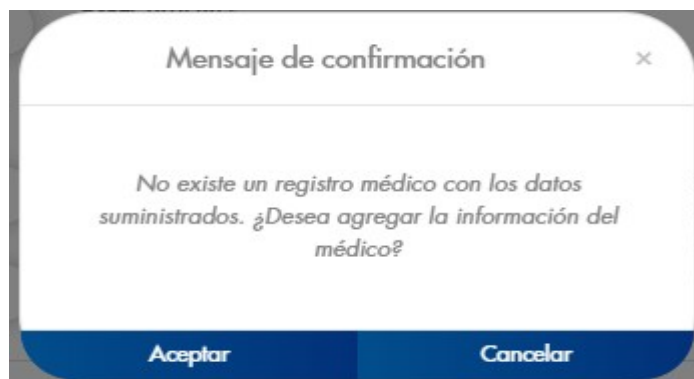 Mensaje de confirmación
×
No existe un registro médico con los datos
suministrados. ¿Desea agregar la información del
médico?
Aceptar
Cancelar